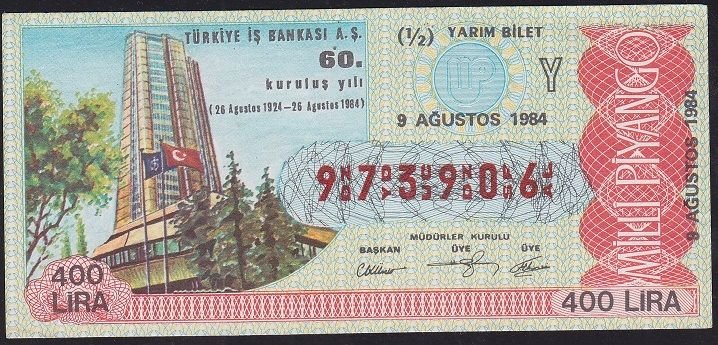 TÜRKİYE İŞ BANKASI A.Ş.
60.
kuruluş yılı
(26 Ağustos 1924-26 Ağustos 1984)
(½) YARIM BİLET
MP
Y
9 AĞUSTOS 1984
973906
MÜDÜRLER KURULU
BAŞKAN ÜYE ÜYE
400 LİRA
400
LİRA
MİLLİ PİYANGO
9 AĞUSTOS 1984